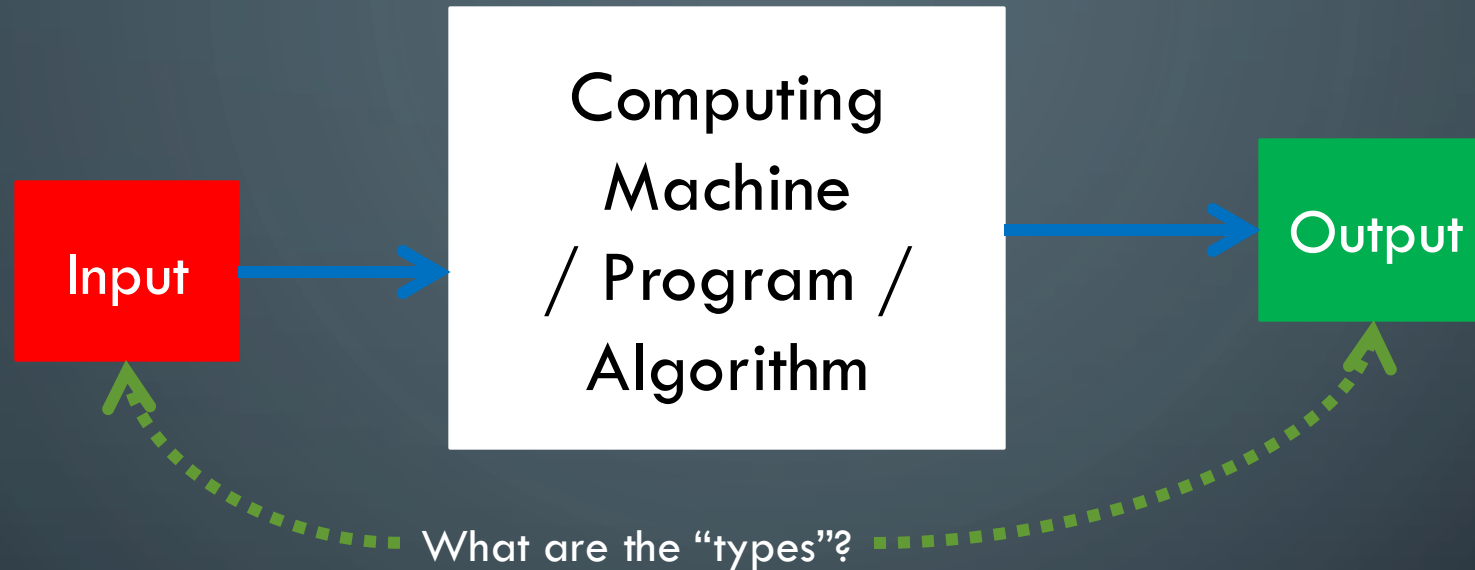 Input
Computing
Machine
/ Program /
Algorithm
Output
What are the “types”?